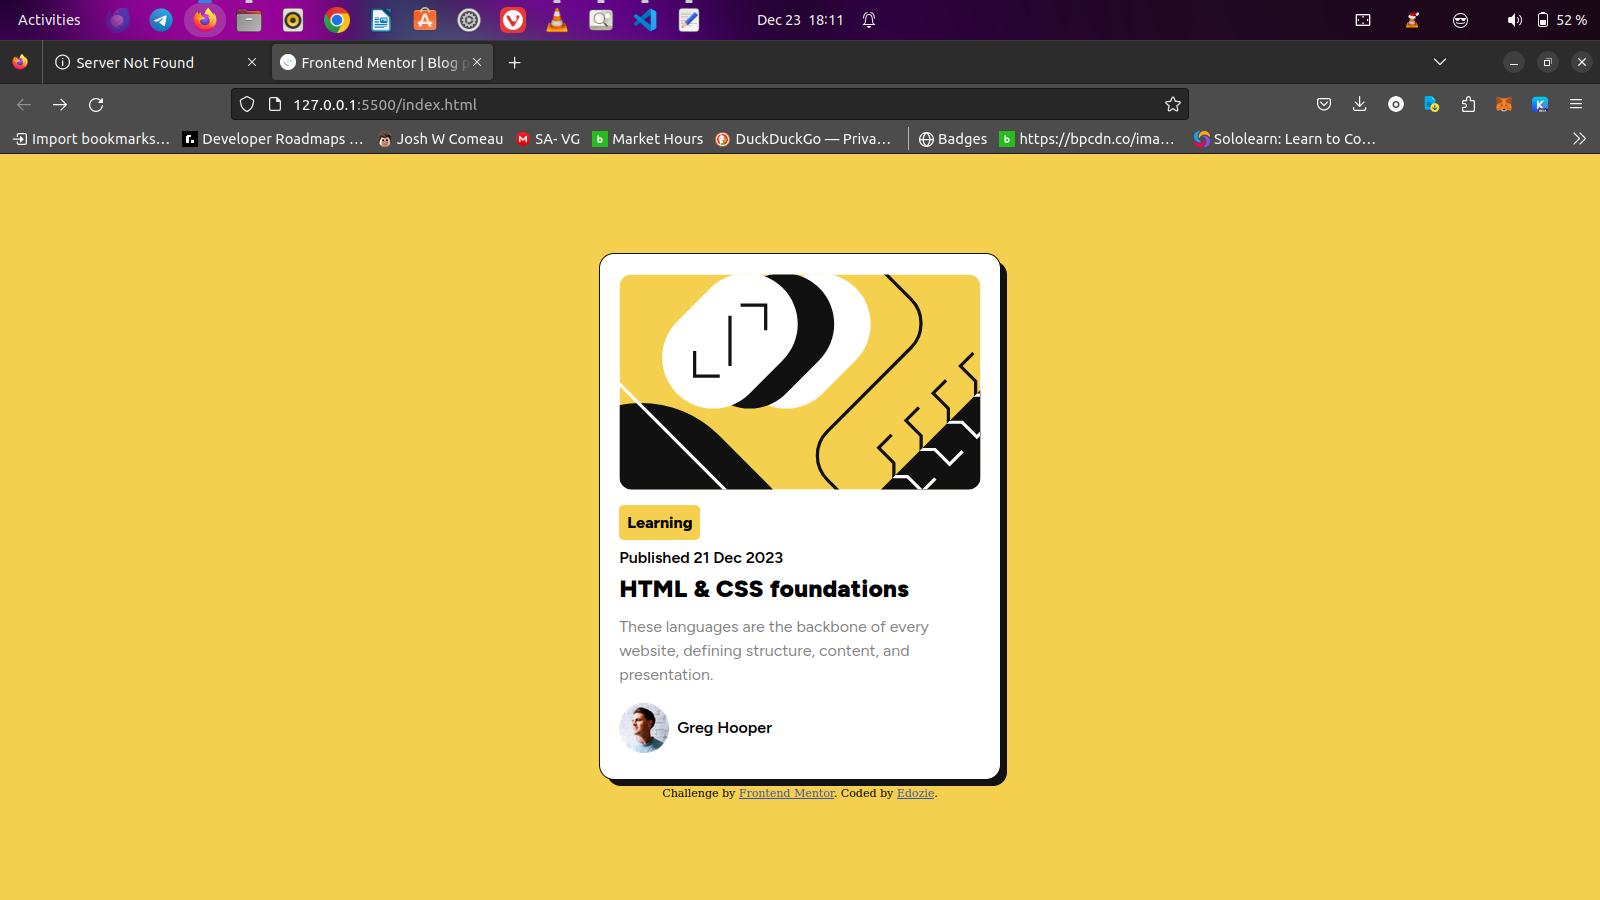 Activities
Dec 23 18:11
52 %
Server Not Found
Frontend Mentor | Blog p
127.0.0.1:5500/index.html
Import bookmarks… Developer Roadmaps … Josh W Comeau SA- VG Market Hours DuckDuckGo — Priva… Badges https://bpcdn.co/ima… Sololearn: Learn to Co…
Learning
Published 21 Dec 2023
HTML & CSS foundations
These languages are the backbone of every
website, defining structure, content, and
presentation.
Greg Hooper
Challenge by Frontend Mentor. Coded by Edozie.